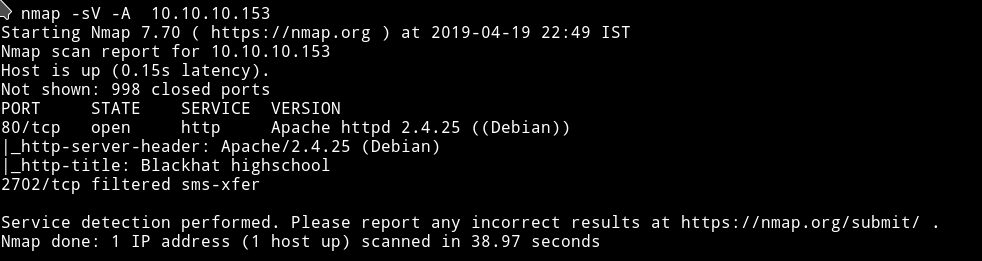 nmap -sV -A  10.10.10.153
Starting Nmap 7.70 ( https://nmap.org ) at 2019-04-19 22:49 IST
Nmap scan report for 10.10.10.153
Host is up (0.15s latency).
Not shown: 998 closed ports
PORT     STATE    SERVICE  VERSION
80/tcp   open     http     Apache httpd 2.4.25 ((Debian))
|_http-server-header: Apache/2.4.25 (Debian)
|_http-title: Blackhat highschool
2702/tcp filtered sms-xfer
Service detection performed. Please report any incorrect results at https://nmap.org/submit/ .
Nmap done: 1 IP address (1 host up) scanned in 38.97 seconds